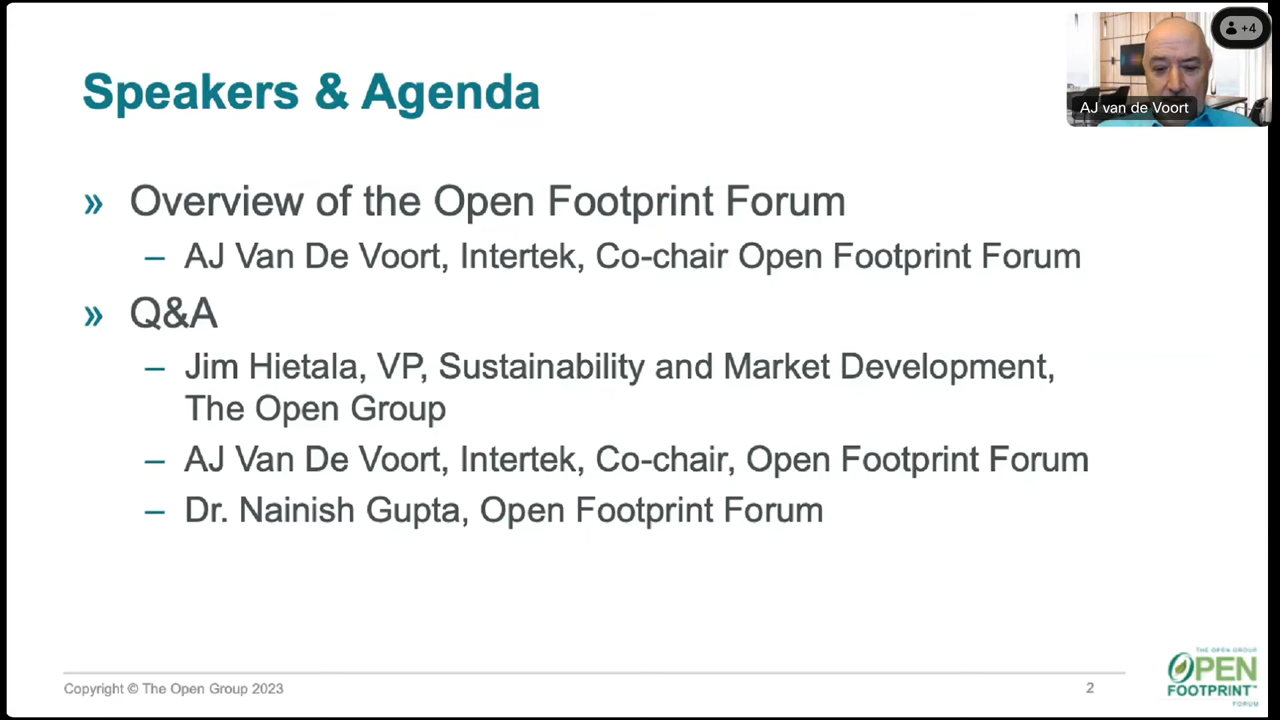 Speakers & Agenda
+4
AJ van de Voort
» Overview of the Open Footprint Forum
– AJ Van De Voort, Intertek, Co-chair Open Footprint Forum
» Q&A
– Jim Hietala, VP, Sustainability and Market Development,
The Open Group
– AJ Van De Voort, Intertek, Co-chair, Open Footprint Forum
– Dr. Nainish Gupta, Open Footprint Forum
Copyright © The Open Group 2023
2
THE OPEN GROUP
OPEN
FOOTPRINT™
FORUM